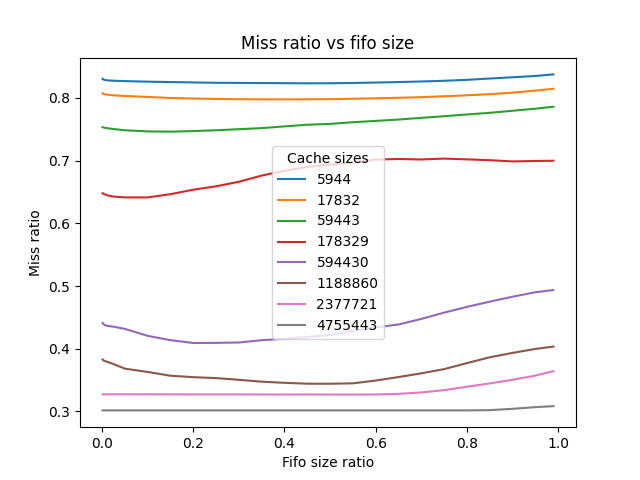 Miss ratio vs fifo size
Miss ratio
0.8
0.7
0.6
0.5
0.4
0.3
Cache sizes
5944
17832
59443
178329
594430
1188860
2377721
4755443
0.0 0.2 0.4 0.6 0.8 1.0
Fifo size ratio